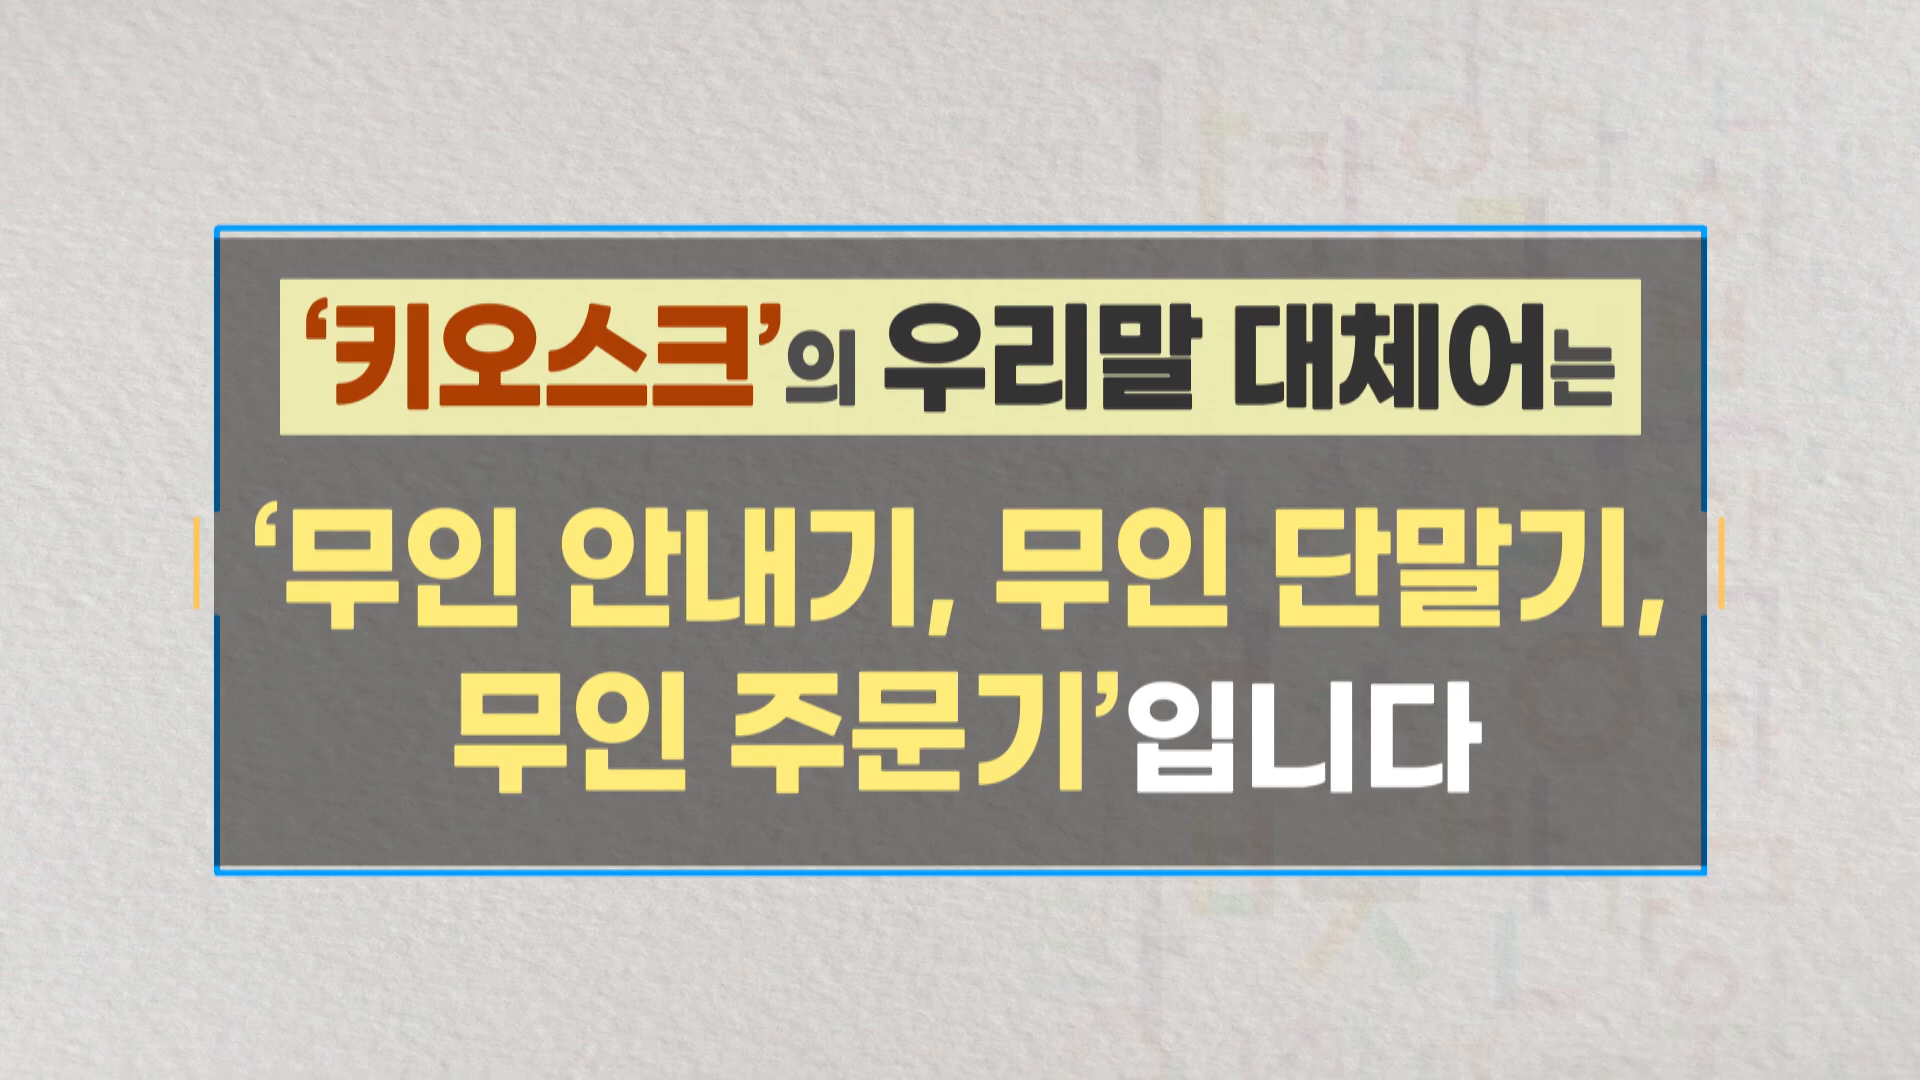 ‘키오스크’의 우리말 대체어는
‘무인 안내기, 무인 단말기,
무인 주문기’입니다